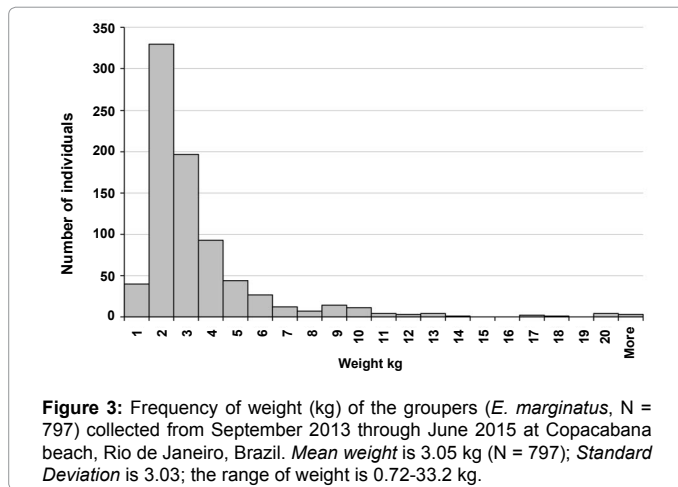 350
300
250
200
150
100
50
0
Number of individuals
1 2 3 4 5 6 7 8 9 10 11 12 13 14 15 16 17 18 19 20 More
Weight kg
Figure 3: Frequency of weight (kg) of the groupers (E. marginatus, N =
797) collected from September 2013 through June 2015 at Copacabana
beach, Rio de Janeiro, Brazil. Mean weight is 3.05 kg (N = 797); Standard
Deviation is 3.03; the range of weight is 0.72-33.2 kg.